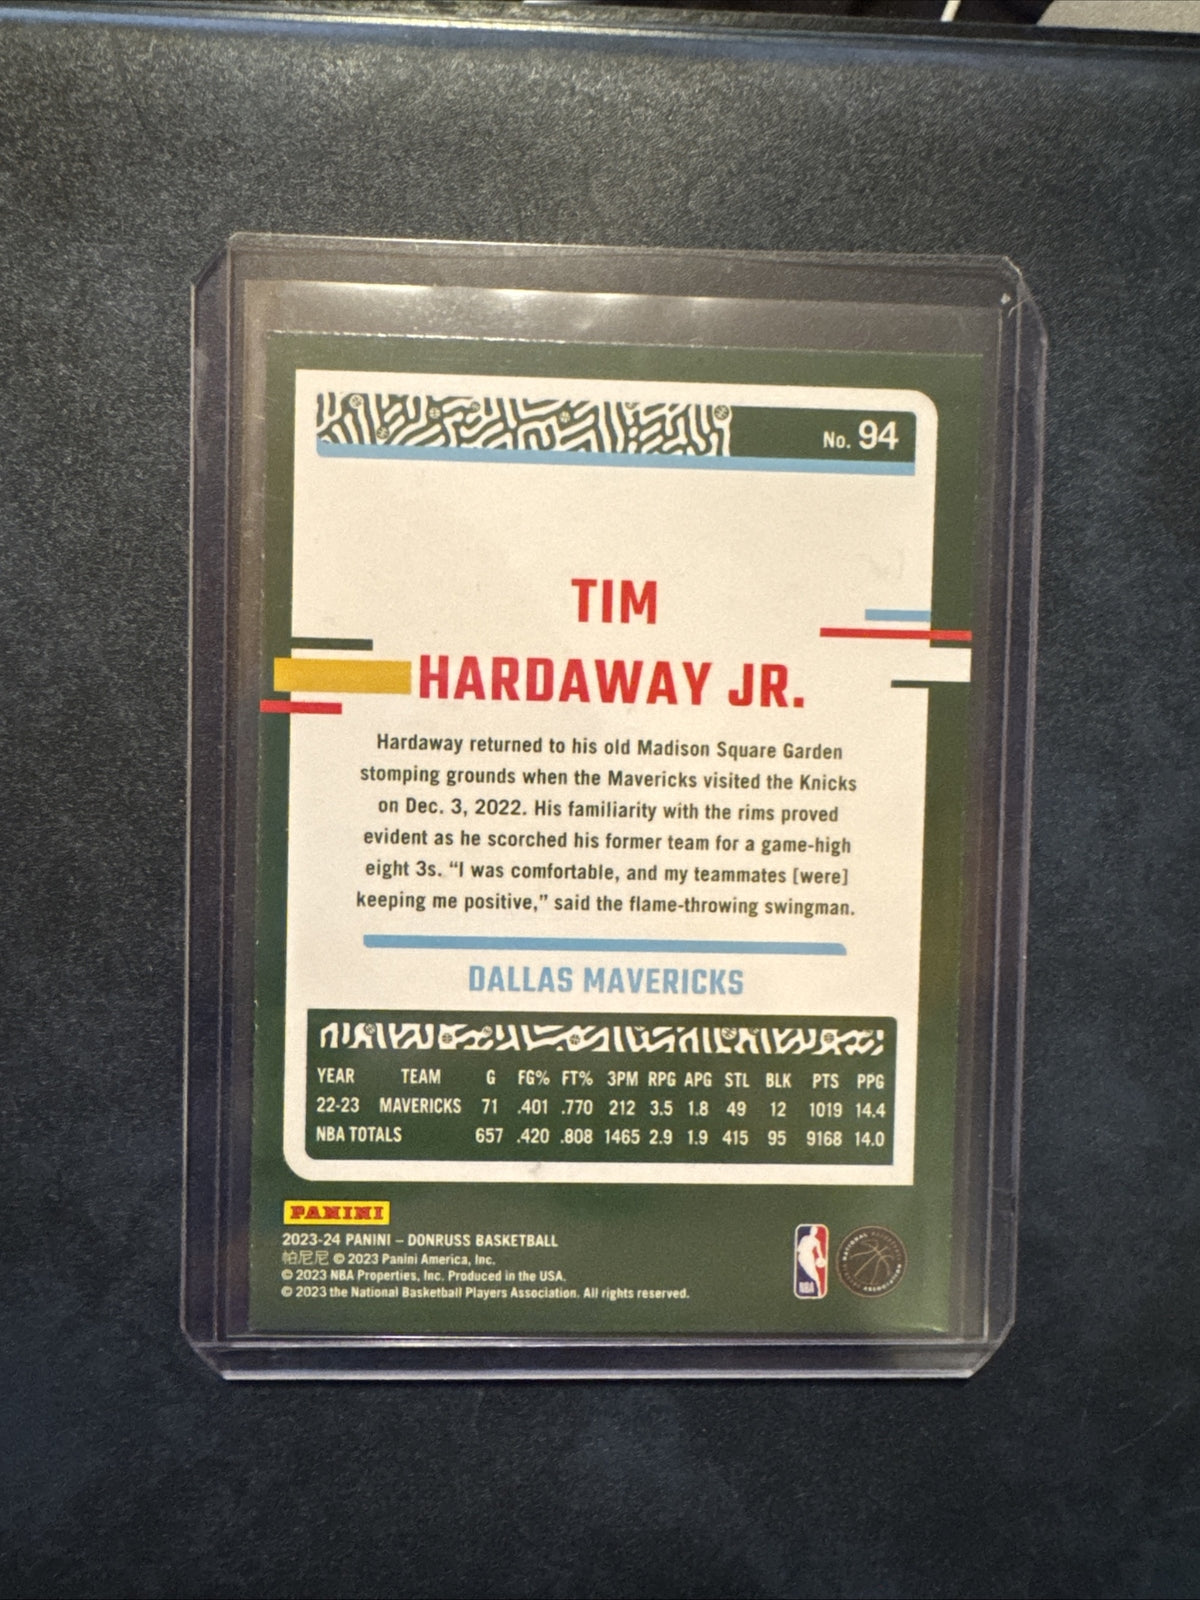 No. 94
TIM
HARDAWAY JR.
Hardaway returned to his old Madison Square Garden
stomping grounds when the Mavericks visited the Knicks
on Dec. 3, 2022. His familiarity with the rims proved
evident as he scorched his former team for a game-high
eight 3s. “I was comfortable, and my teammates [were]
keeping me positive,” said the flame-throwing swingman.
DALLAS MAVERICKS
YEAR TEAM G FG% FT% 3PM RPG APG STL BLK PTS PPG
22-23 MAVERICKS 71 .401 .770 212 3.5 1.8 49 12 1019 14.4
NBA TOTALS 657 .420 .808 1465 2.9 1.9 415 95 9168 14.0
PANINI
2023-24 PANINI – DONRUSS BASKETBALL
帕尼尼 © 2023 Panini America, Inc.
© 2023 NBA Properties, Inc. Produced in the USA.
© 2023 the National Basketball Players Association. All rights reserved.
NBA